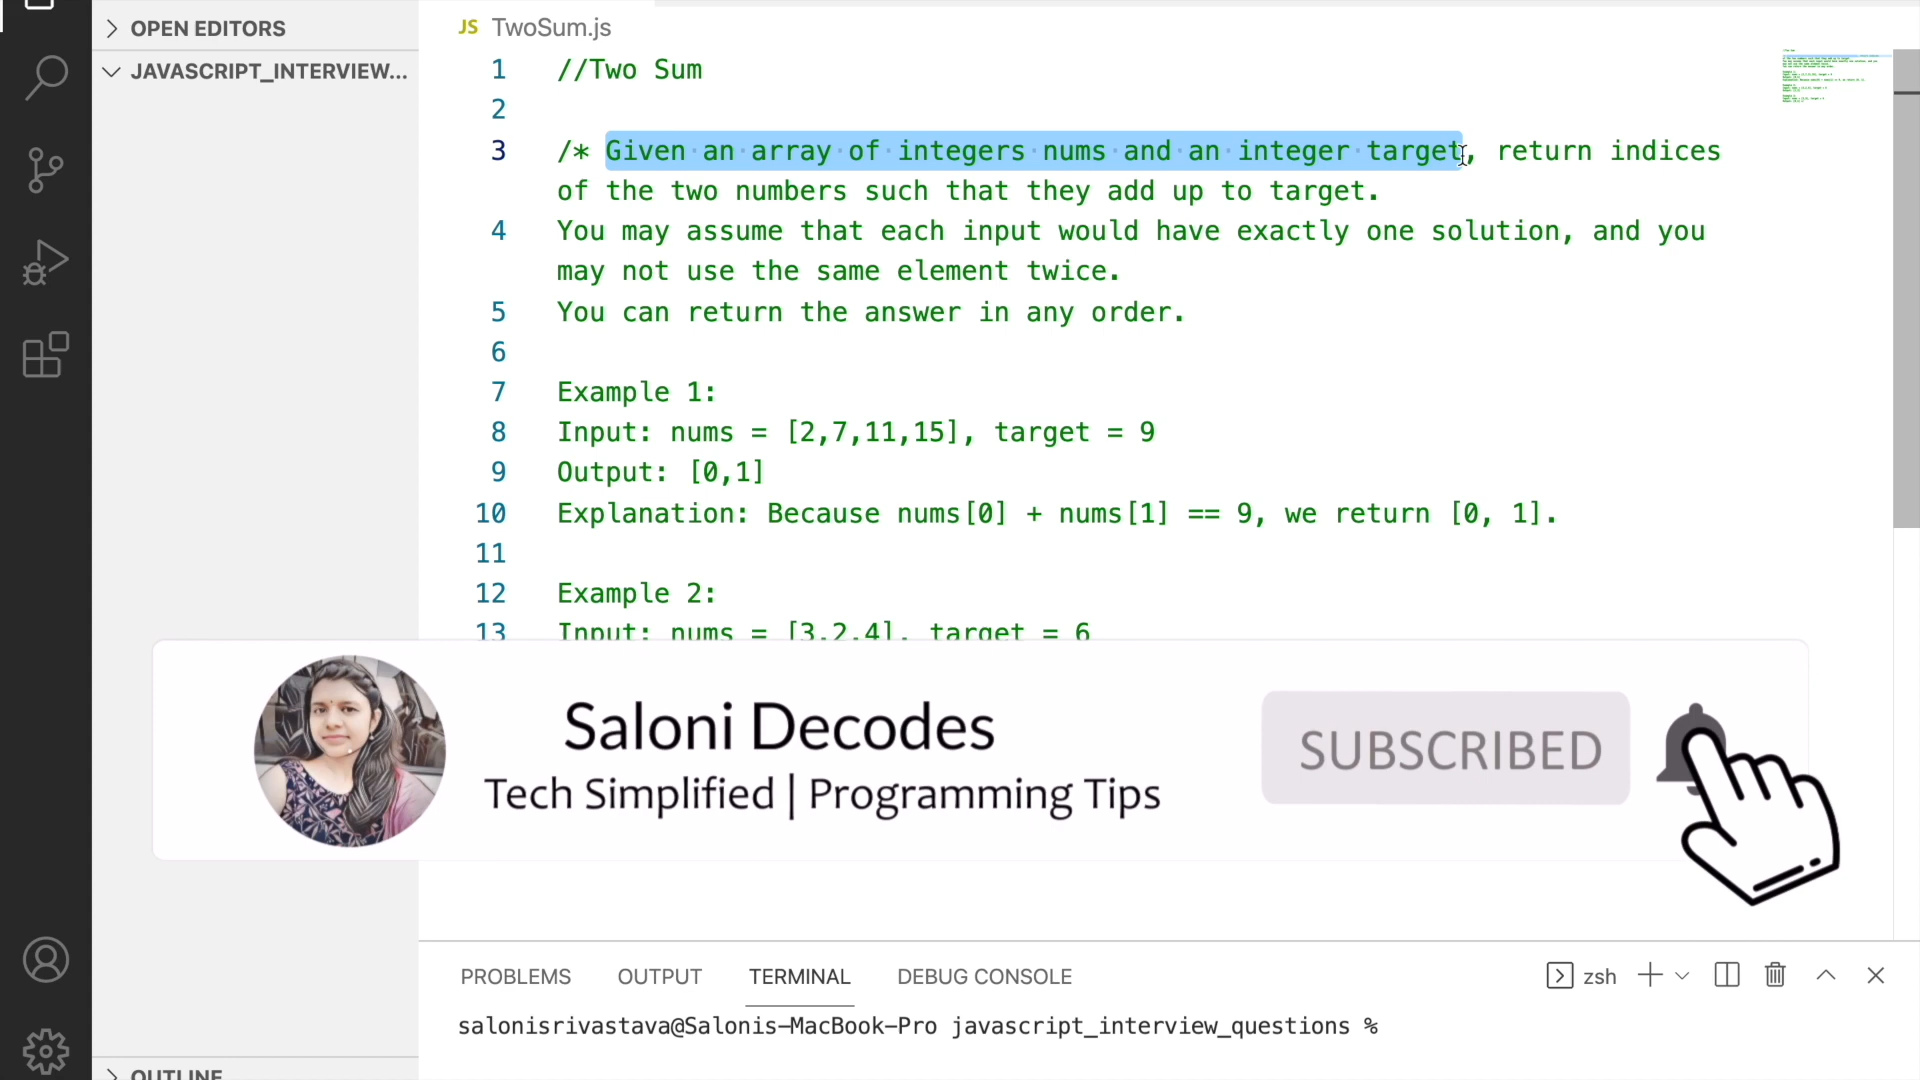 OPEN EDITORS
JAVASCRIPT_INTERVIEW...
JS TwoSum.js
1 //Two Sum
2
3 /* Given an array of integers nums and an integer target, return indices
of the two numbers such that they add up to target.
4 You may assume that each input would have exactly one solution, and you
may not use the same element twice.
5 You can return the answer in any order.
6
7 Example 1:
8 Input: nums = [2,7,11,15], target = 9
9 Output: [0,1]
10 Explanation: Because nums[0] + nums[1] == 9, we return [0, 1].
11
12 Example 2:
13 Input: nums = [3,2,4], target = 6
Saloni Decodes
Tech Simplified | Programming Tips
SUBSCRIBED
PROBLEMS OUTPUT TERMINAL DEBUG CONSOLE zsh
salonisrivastava@Salonis-MacBook-Pro javascript_interview_questions %
OUTLINE